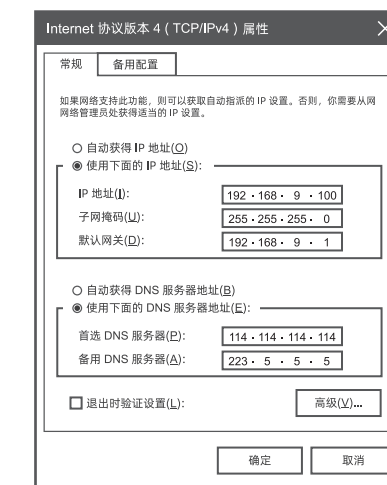 Internet 协议版本 4 ( TCP/IPv4 ) 属性
常规 备用配置
如果网络支持此功能，则可以获取自动指派的 IP 设置。否则，你需要从网
网络管理员处获得适当的 IP 设置。
自动获得 IP 地址(O)
使用下面的 IP 地址(S):
IP 地址(I): 192 · 168 · 9 · 100
子网掩码(U): 255 · 255 · 255 · 0
默认网关(D): 192 · 168 · 9 · 1
自动获得 DNS 服务器地址(B)
使用下面的 DNS 服务器地址(E):
首选 DNS 服务器(P): 114 · 114 · 114 · 114
备用 DNS 服务器(A): 223 · 5 · 5 · 5
退出时验证设置(L): 高级(V)...
确定 取消